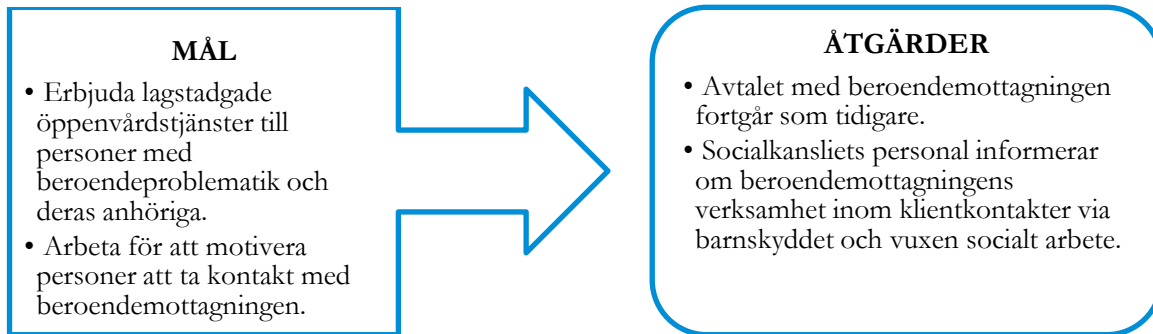 MÅL
• Erbjuda lagstadgade
öppenvårdstjänster till
personer med
beroendeproblematik och
deras anhöriga.
• Arbeta för att motivera
personer att ta kontakt med
beroendemottagningen.
ÅTGÄRDER
• Avtalet med beroendemottagningen
fortgår som tidigare.
• Socialkansliets personal informerar
om beroendemottagningens
verksamhet inom klientkontakter via
barnskyddet och vuxen socialt arbete.